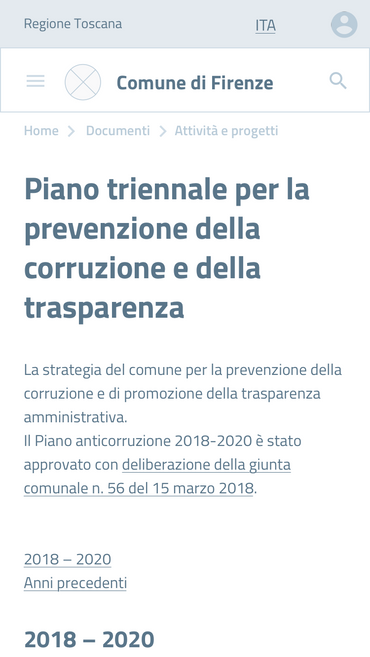 Regione Toscana
ITA
Comune di Firenze
Home > Documenti > Attività e progetti
Piano triennale per la
prevenzione della
corruzione e della
trasparenza
La strategia del comune per la prevenzione della
corruzione e di promozione della trasparenza
amministrativa.
Il Piano anticorruzione 2018-2020 è stato
approvato con deliberazione della giunta
comunale n. 56 del 15 marzo 2018.
2018 – 2020
Anni precedenti
2018 – 2020